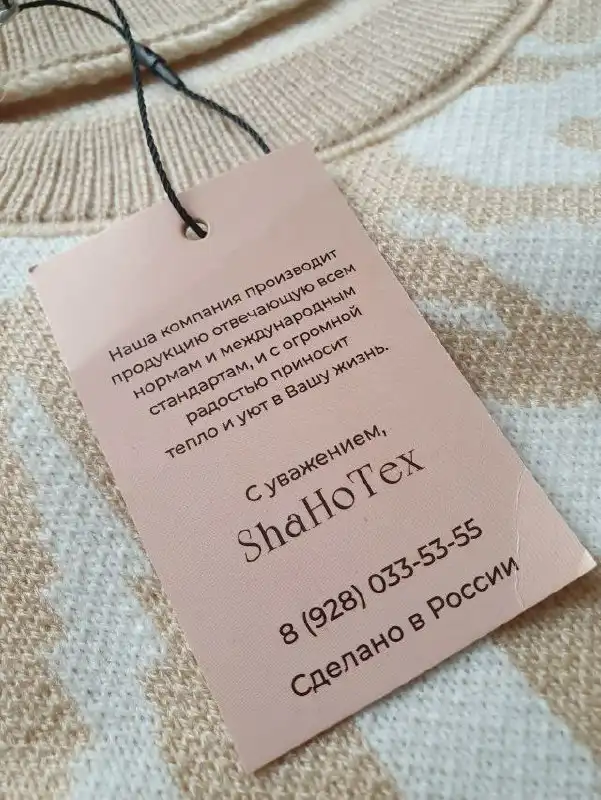 Наша компания производит
продукцию отвечающую всем
нормам и международным
стандартам, и с огромной
радостью приносит
тепло и уют в Вашу жизнь.
С уважением,
ShaHoTex
8 (928) 033-53-55
Сделано в России